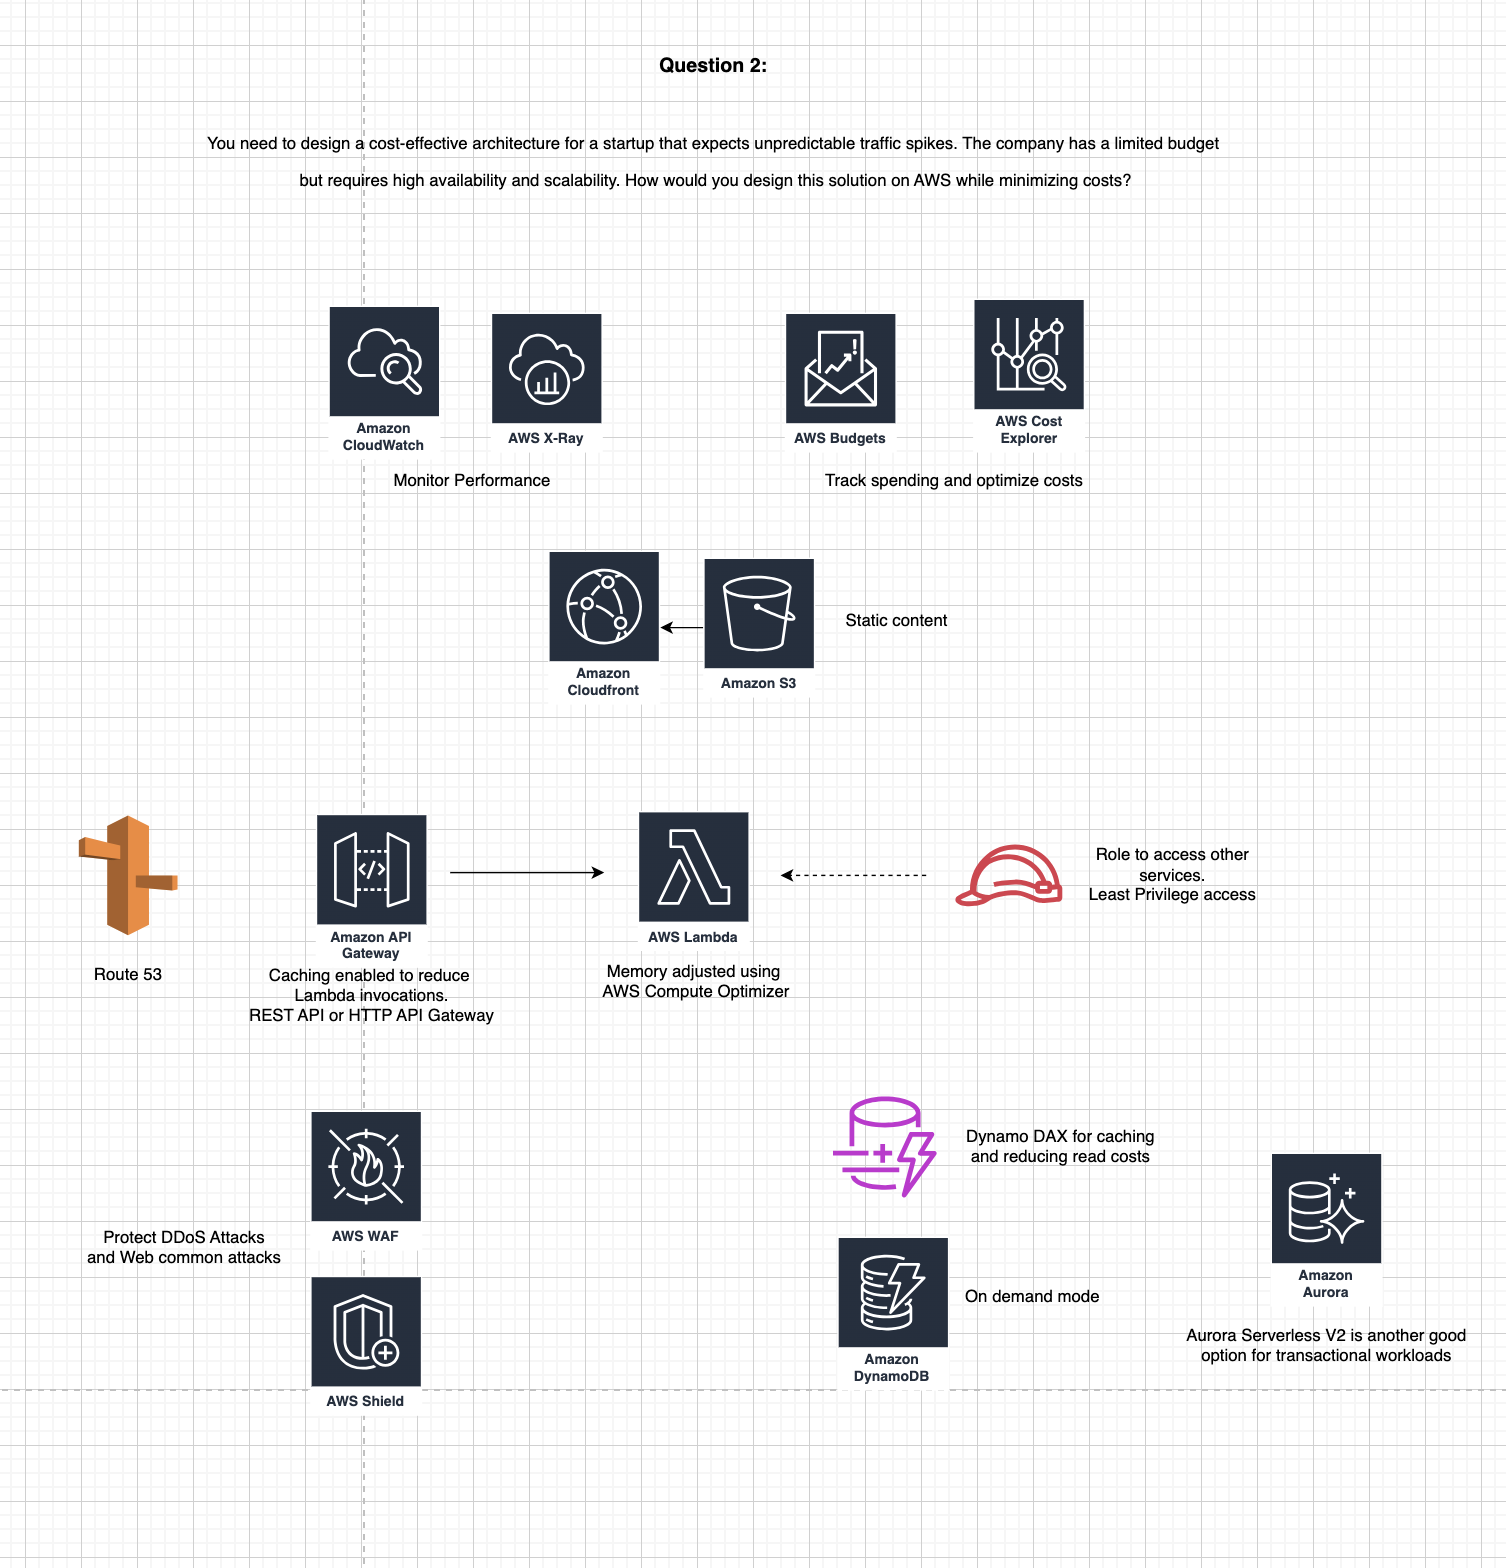 Question 2:
You need to design a cost-effective architecture for a startup that expects unpredictable traffic spikes. The company has a limited budget
but requires high availability and scalability. How would you design this solution on AWS while minimizing costs?
Amazon
CloudWatch
AWS X-Ray
Monitor Performance
AWS Budgets
AWS Cost
Explorer
Track spending and optimize costs
Amazon
Cloudfront
Amazon S3
Static content
Route 53
Amazon API
Gateway
Caching enabled to reduce
Lambda invocations.
REST API or HTTP API Gateway
AWS Lambda
Memory adjusted using
AWS Compute Optimizer
Role to access other
services.
Least Privilege access
Protect DDoS Attacks
and Web common attacks
AWS WAF
AWS Shield
Dynamo DAX for caching
and reducing read costs
Amazon
DynamoDB
On demand mode
Amazon
Aurora
Aurora Serverless V2 is another good
option for transactional workloads